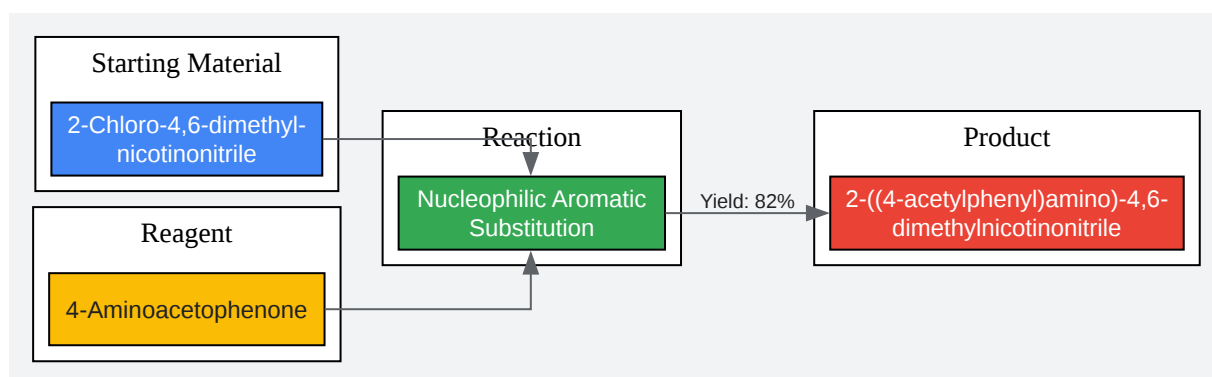 Starting Material
2-Chloro-4,6-dimethyl-
nicotinonitrile
Reagent
4-Aminoacetophenone
Reaction
Nucleophilic Aromatic
Substitution
Yield: 82%
Product
2-((4-acetylphenyl)amino)-4,6-
dimethylnicotinonitrile